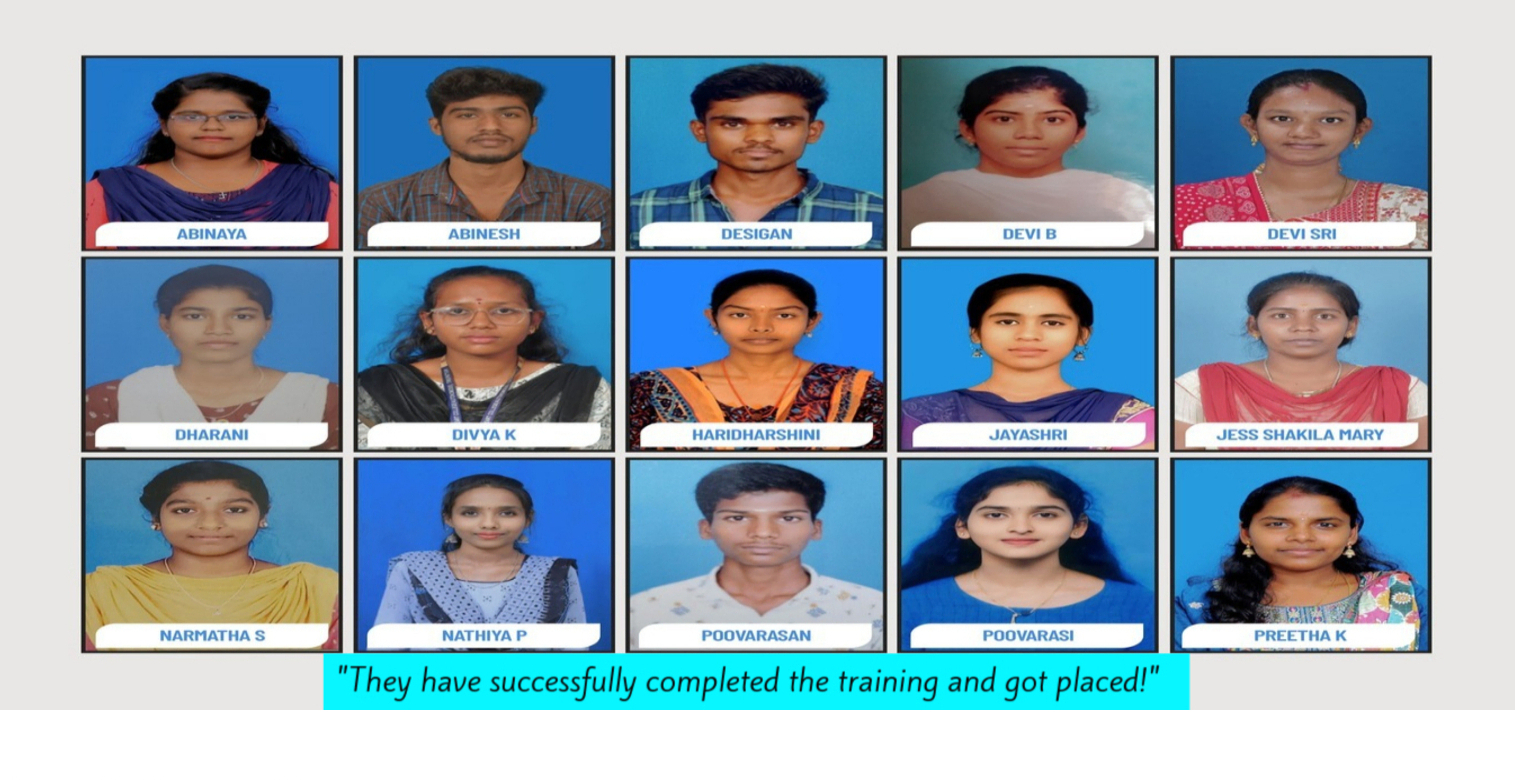 ABINAYA
ABINESH
DESIGAN
DEVI B
DEVI SRI
DHARANI
DIVYA K
HARIDHARSHINI
JAYASHRI
JESS SHAKILA MARY
NARMATHA S
NATHIYA P
POOVARASAN
POOVARASI
PREETHA K
"They have successfully completed the training and got placed!"